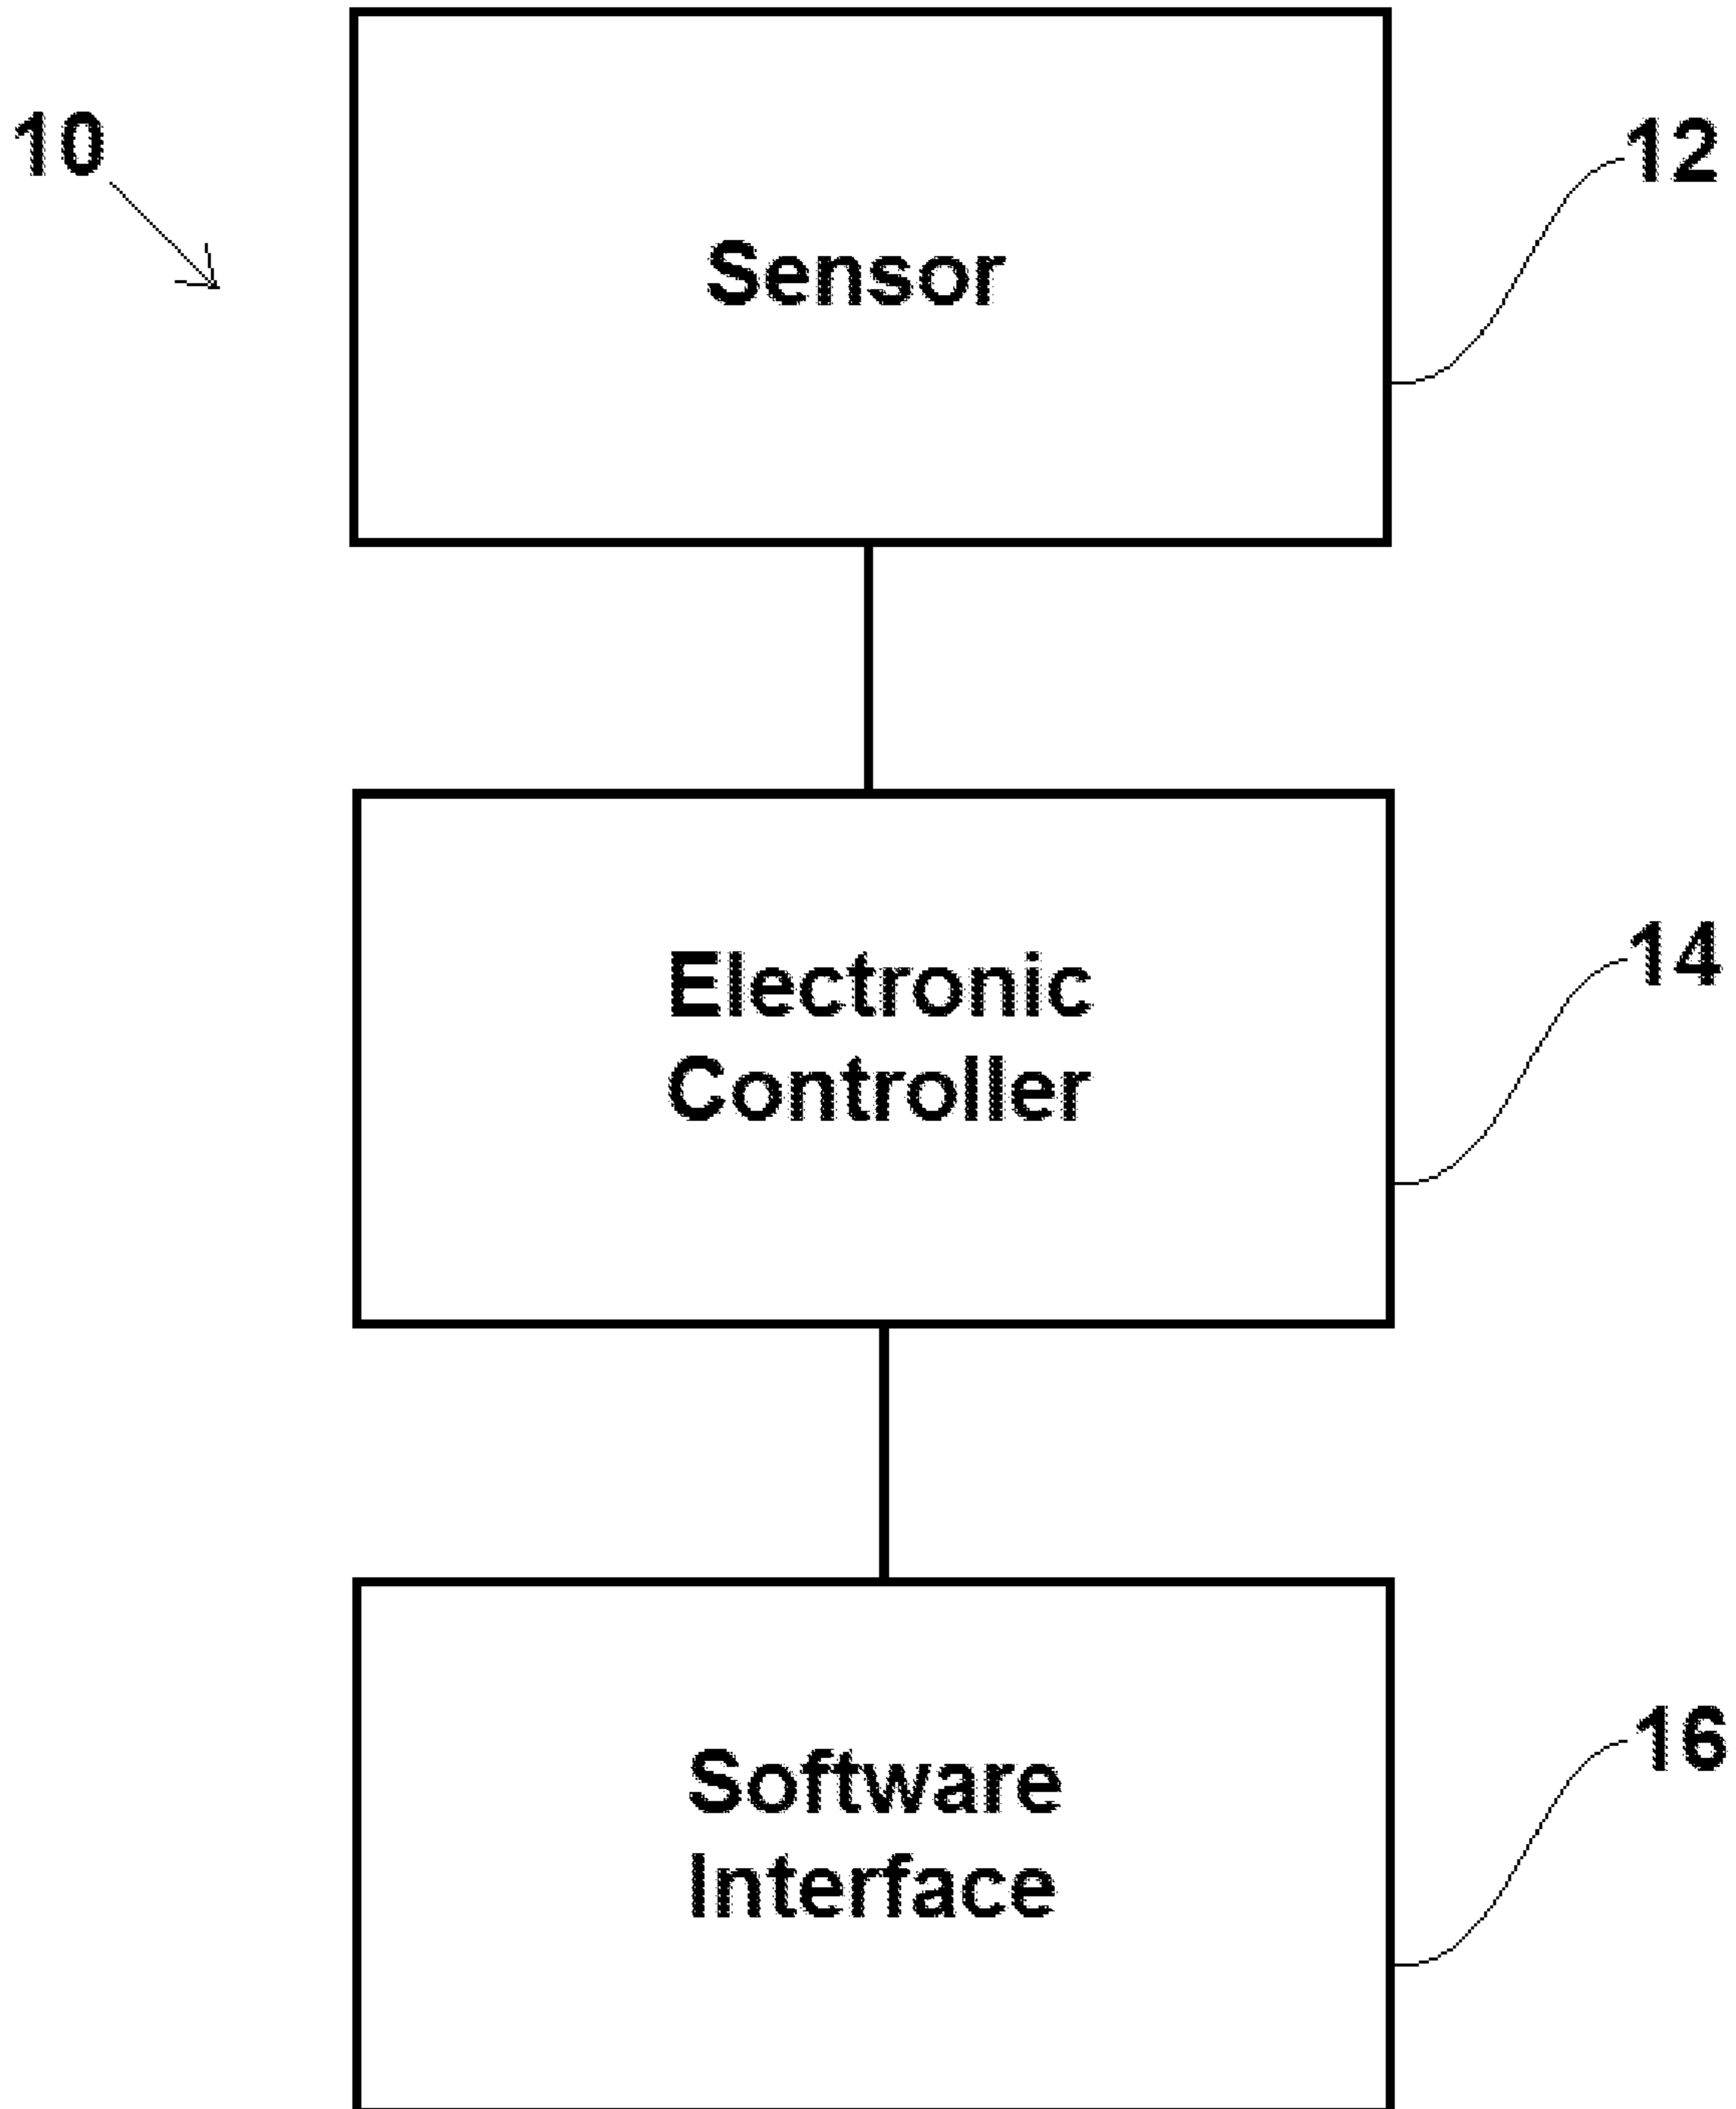 10
12
Sensor
14
Electronic
Controller
16
Software
Interface